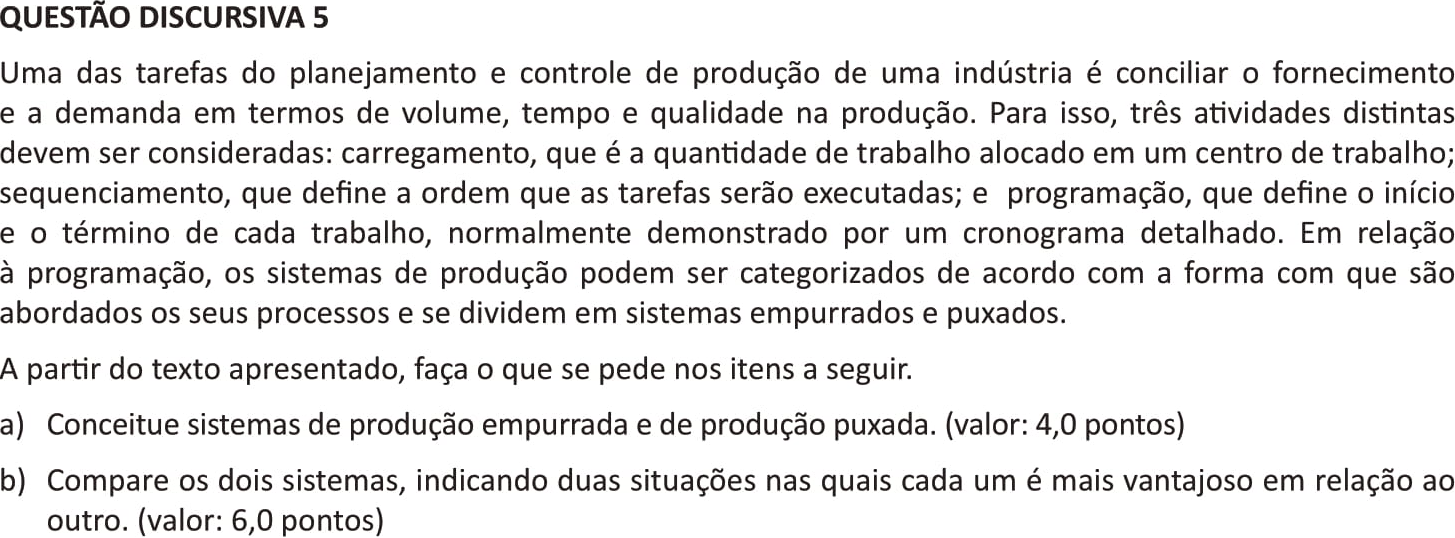 QUESTÃO DISCURSIVA 5
Uma das tarefas do planejamento e controle de produção de uma indústria é conciliar o fornecimento
e a demanda em termos de volume, tempo e qualidade na produção. Para isso, três atividades distintas
devem ser consideradas: carregamento, que é a quantidade de trabalho alocado em um centro de trabalho;
sequenciamento, que define a ordem que as tarefas serão executadas; e programação, que define o início
e o término de cada trabalho, normalmente demonstrado por um cronograma detalhado. Em relação
à programação, os sistemas de produção podem ser categorizados de acordo com a forma com que são
abordados os seus processos e se dividem em sistemas empurrados e puxados.
A partir do texto apresentado, faça o que se pede nos itens a seguir.
a) Conceitue sistemas de produção empurrada e de produção puxada. (valor: 4,0 pontos)
b) Compare os dois sistemas, indicando duas situações nas quais cada um é mais vantajoso em relação ao
outro. (valor: 6,0 pontos)